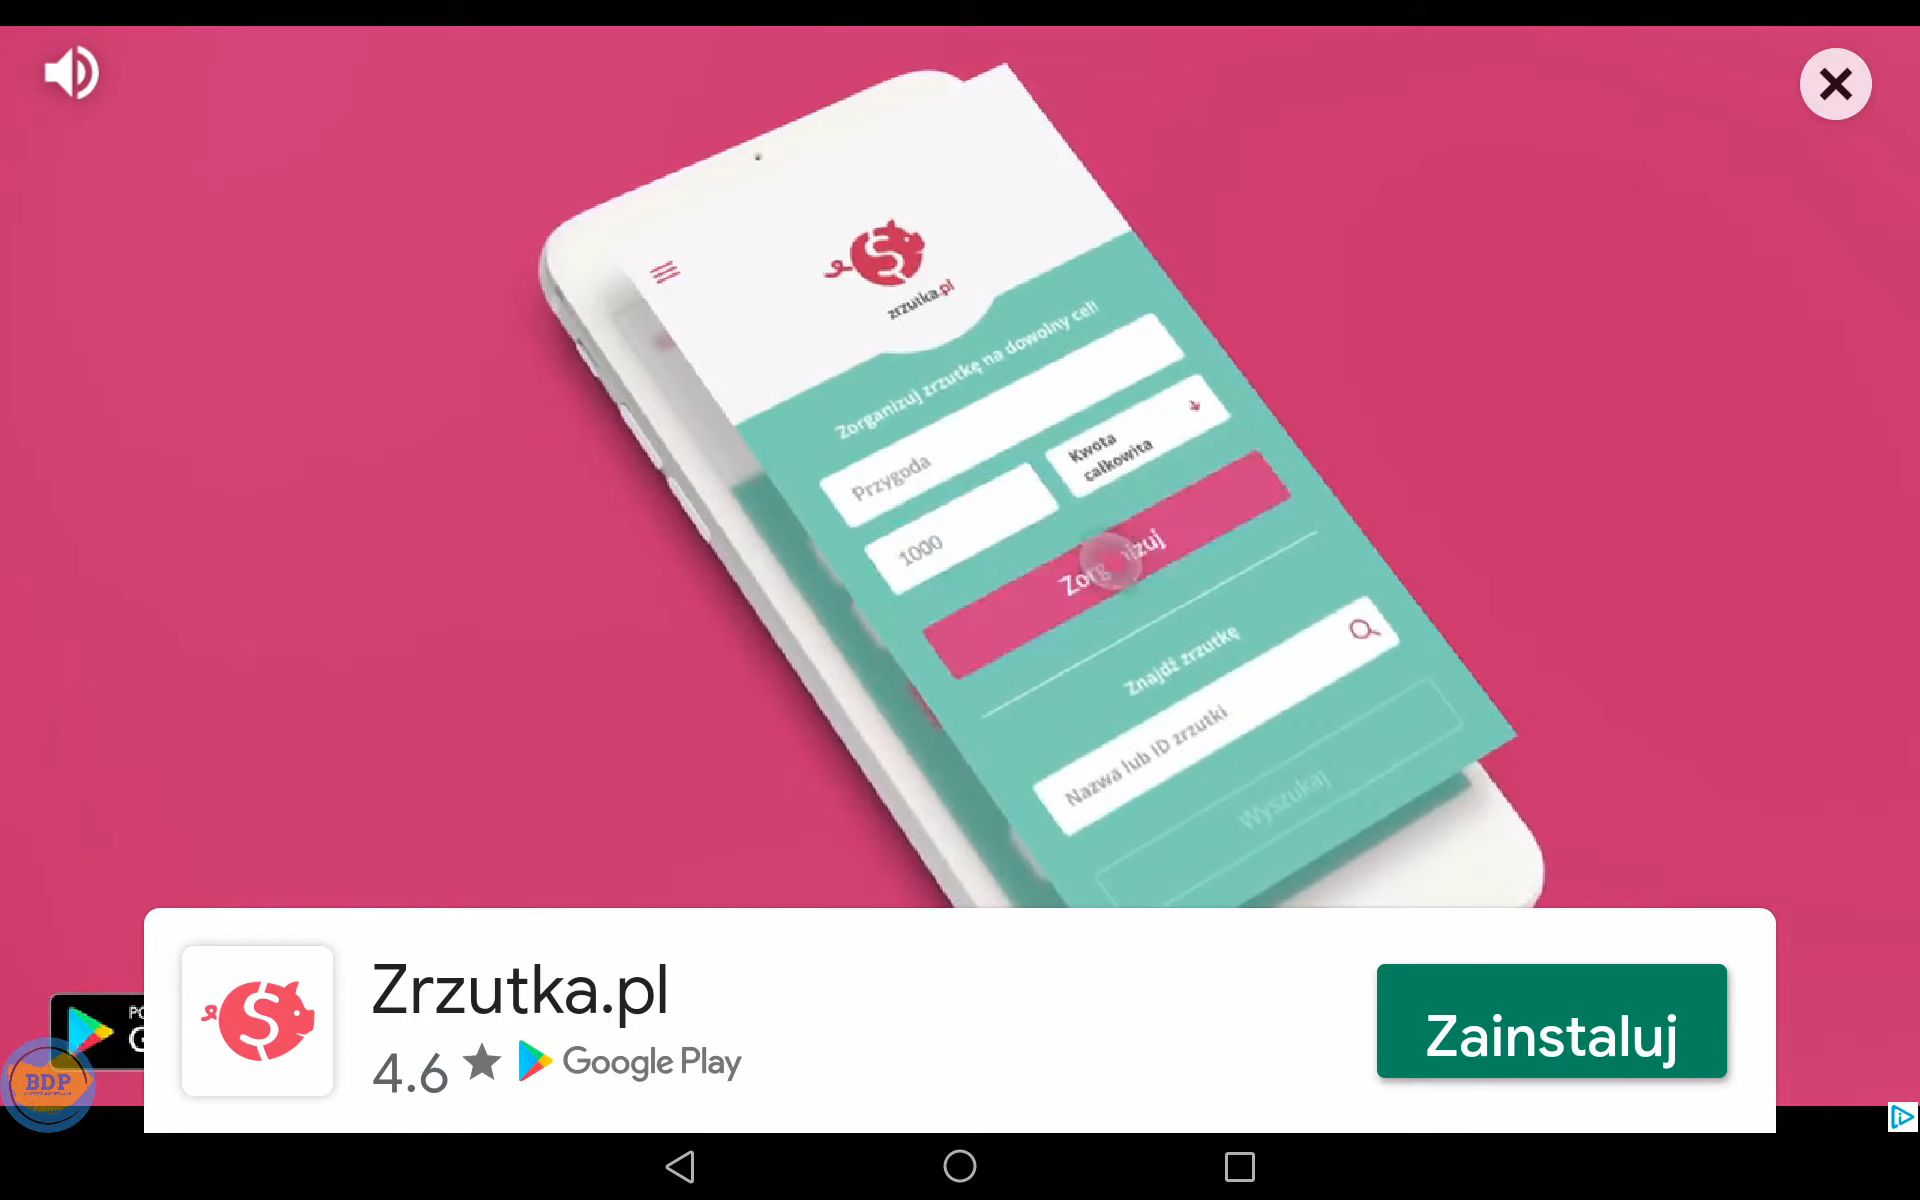 zrzutka.pl
Zorganizuj zrzutkę na dowolny cel!
Przygoda
1000
Kwota
całkowita
Znajdź zrzutkę
Nazwa lub ID zrzutki
Wyszukaj
Zrzutka.pl
4.6 Google Play
Zainstaluj
BDP